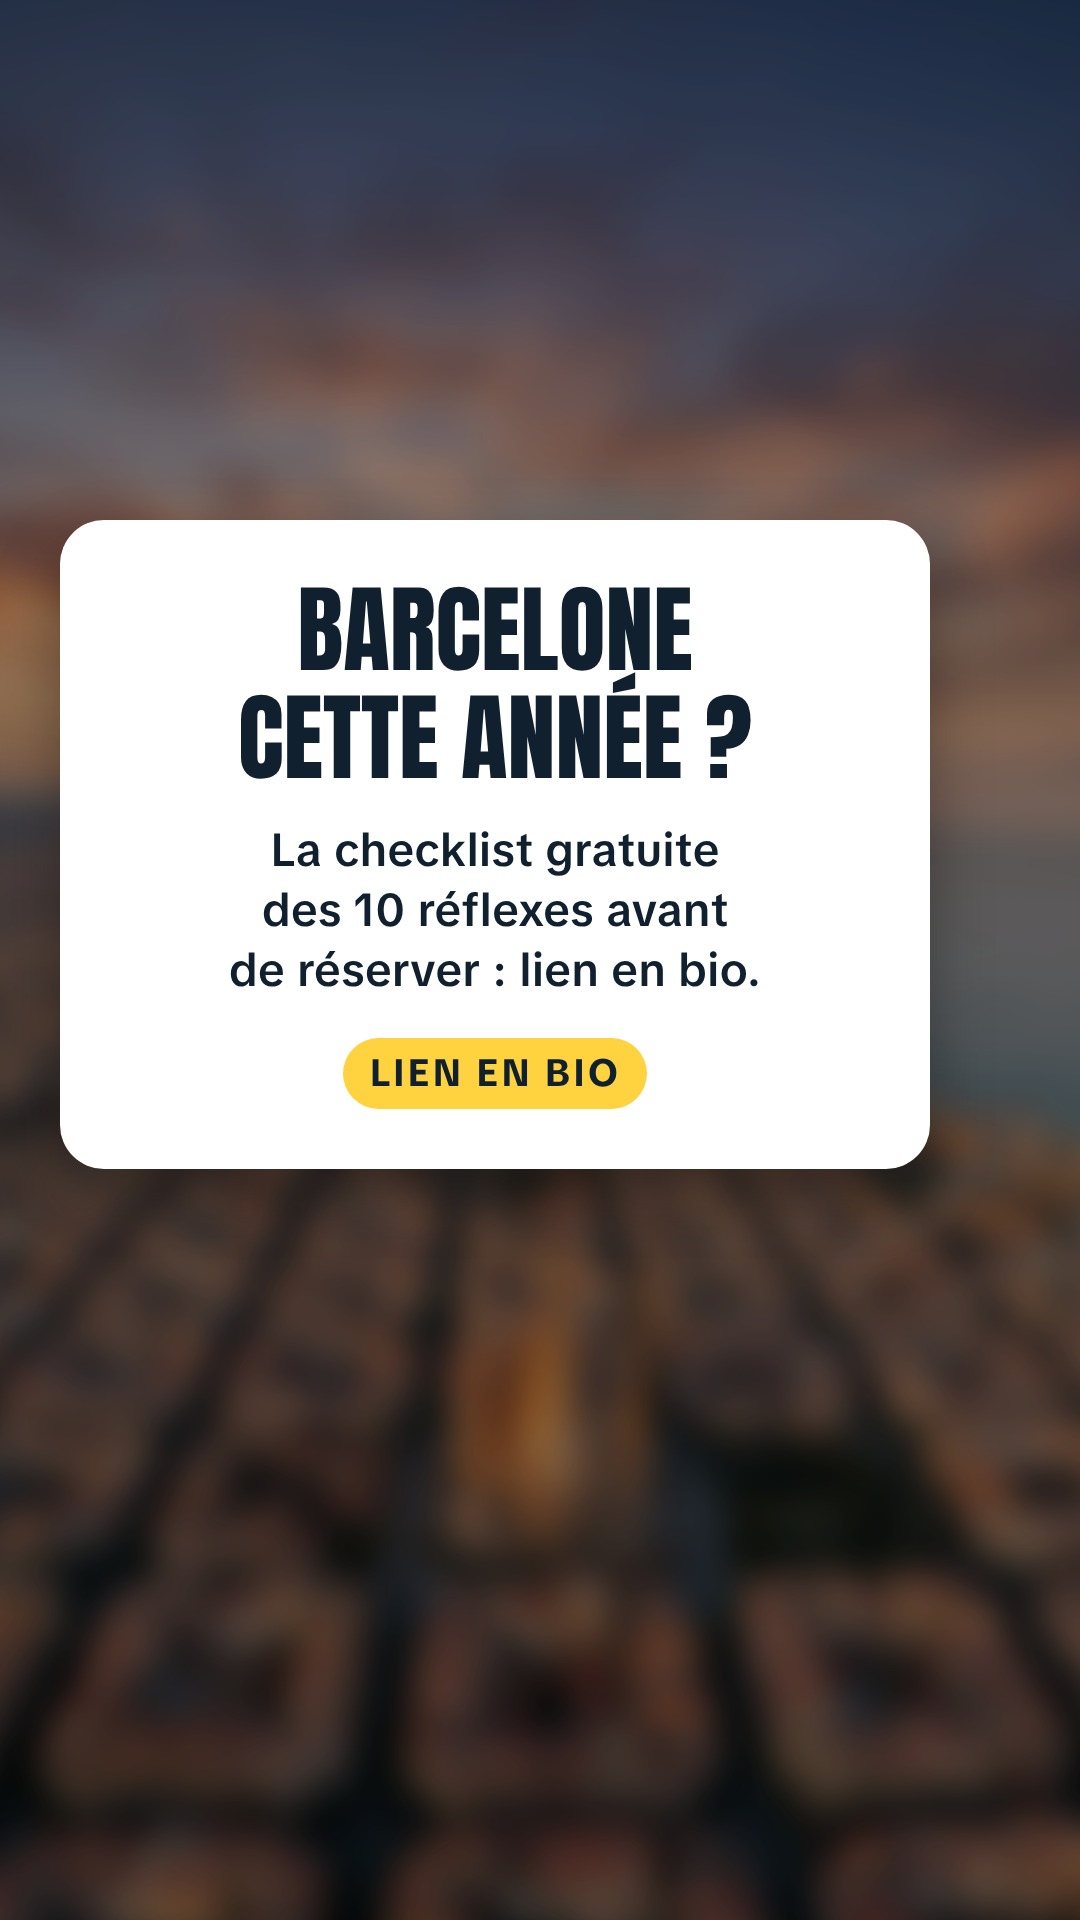 BARCELONE
CETTE ANNÉE ?
La checklist gratuite
des 10 réflexes avant
de réserver : lien en bio.
LIEN EN BIO